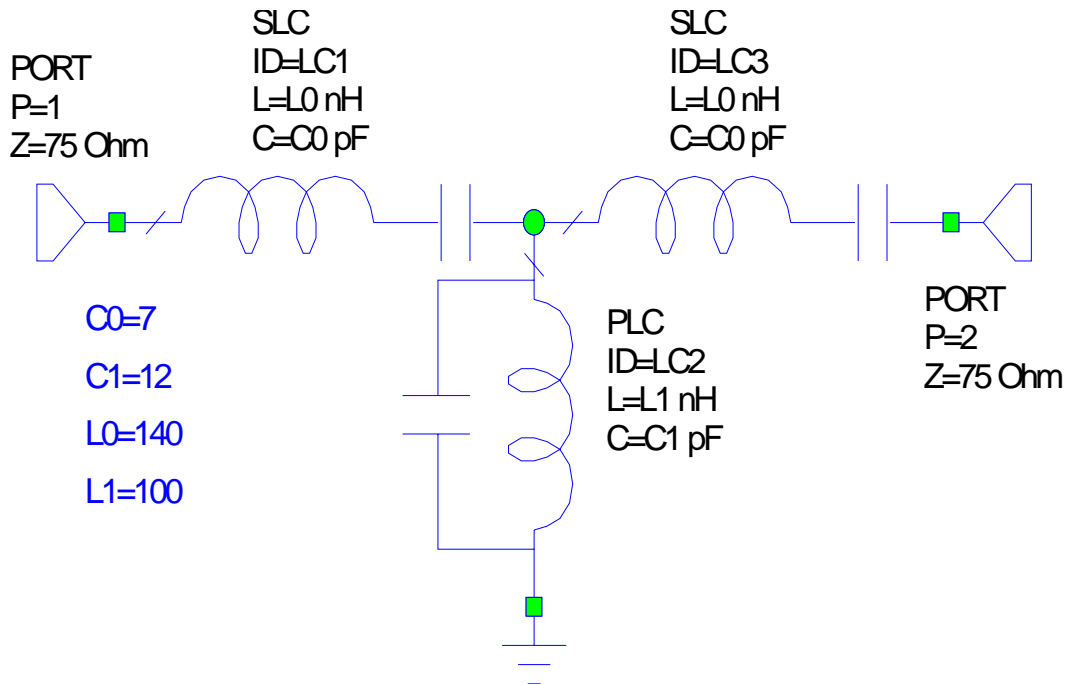 PORT
P=1
Z=75 Ohm
SLC
ID=LC1
L=L0 nH
C=C0 pF
SLC
ID=LC3
L=L0 nH
C=C0 pF
C0=7
C1=12
L0=140
L1=100
PLC
ID=LC2
L=L1 nH
C=C1 pF
PORT
P=2
Z=75 Ohm